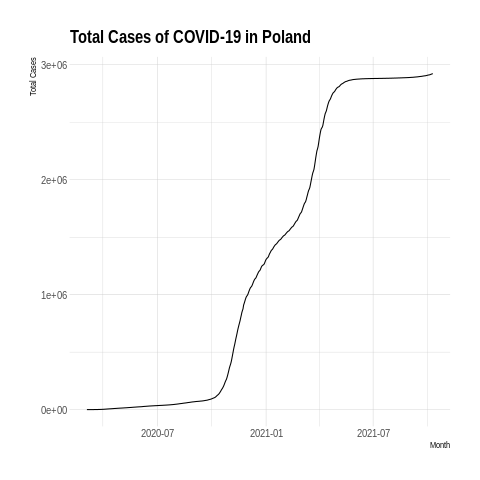 Total Cases of COVID-19 in Poland
Total Cases
3e+06
2e+06
1e+06
0e+00
2020-07 2021-01 2021-07
Month